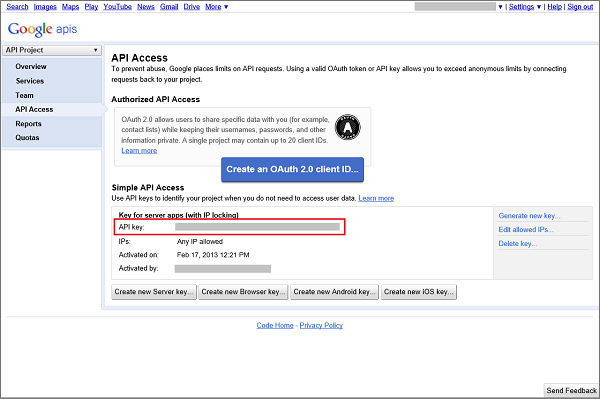 Search Images Maps Play YouTube News Gmail Drive More ▼
▼ | Settings ▼ | Help | Sign out
Google apis
API Project ▼
Overview
Services
Team
API Access
Reports
Quotas
API Access
To prevent abuse, Google places limits on API requests. Using a valid OAuth token or API key allows you to exceed anonymous limits by connecting
requests back to your project.
Authorized API Access
OAuth 2.0 allows users to share specific data with you (for example,
contact lists) while keeping their usernames, passwords, and other
information private. A single project may contain up to 20 client IDs.
Learn more
A
Create an OAuth 2.0 client ID...
Simple API Access
Use API keys to identify your project when you do not need to access user data. Learn more
Key for server apps (with IP locking)
API key:
IPs: Any IP allowed
Activated on: Feb 17, 2013 12:21 PM
Activated by:
Generate new key...
Edit allowed IPs...
Delete key...
Create new Server key... Create new Browser key... Create new Android key... Create new iOS key...
Code Home - Privacy Policy
Send Feedback